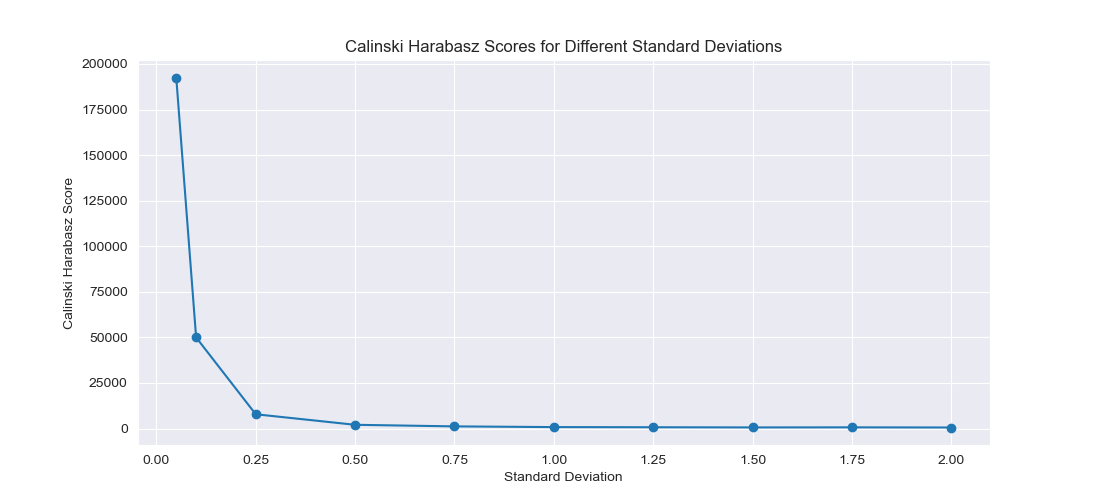 Calinski Harabasz Scores for Different Standard Deviations
200000
175000
150000
125000
100000
75000
50000
25000
0
Calinski Harabasz Score
0.00 0.25 0.50 0.75 1.00 1.25 1.50 1.75 2.00
Standard Deviation